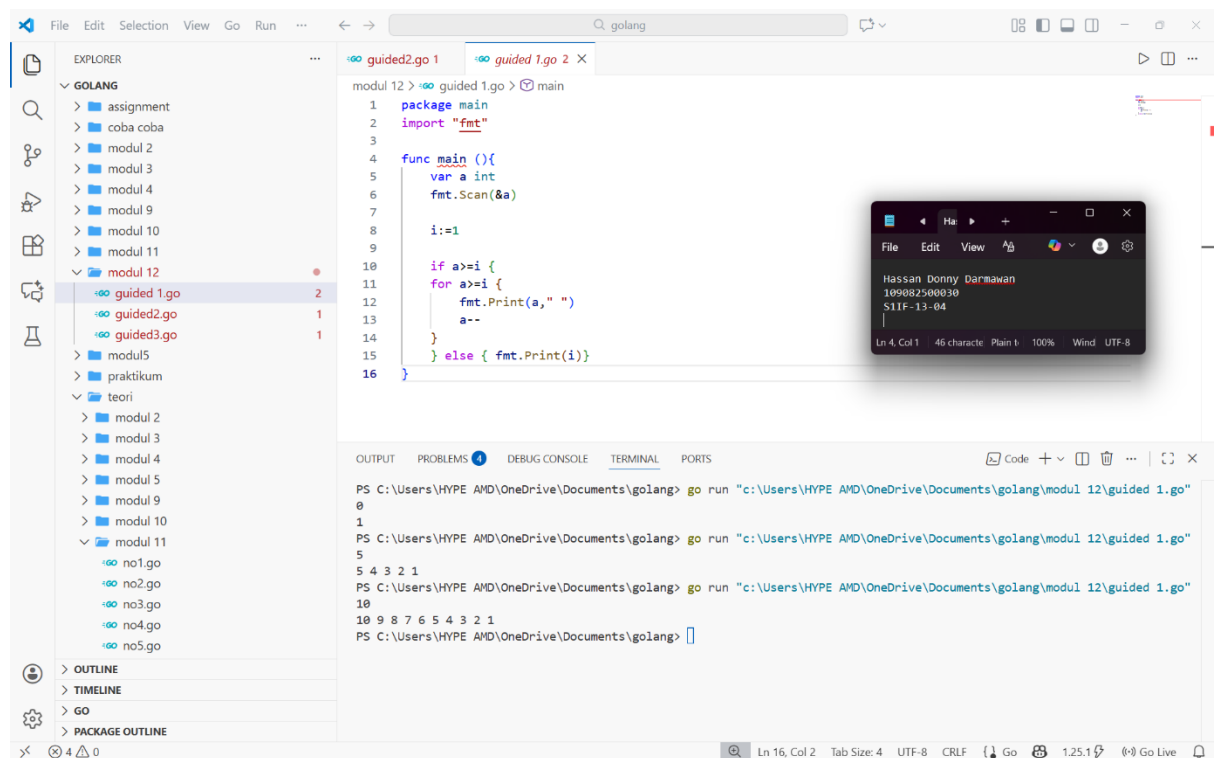 File Edit Selection View Go Run ··· golang
EXPLORER ···
GOLANG
assignment
coba coba
modul 2
modul 3
modul 4
modul 9
modul 10
modul 11
modul 12
guided 1.go 2
guided2.go 1
guided3.go 1
modul5
praktikum
teori
modul 2
modul 3
modul 4
modul 5
modul 9
modul 10
modul 11
no1.go
no2.go
no3.go
no4.go
no5.go
OUTLINE
TIMELINE
GO
PACKAGE OUTLINE
guided2.go 1 guided 1.go 2
modul 12 > guided 1.go > main
1 package main
2 import "fmt"
3
4 func main (){
5 var a int
6 fmt.Scan(&a)
7
8 i:=1
9
10 if a>=i {
11 for a>=i {
12 fmt.Print(a," ")
13 a--
14 }
15 } else { fmt.Print(i)}
16 }
File Edit View
Hassan Donny Darmawan
109082500030
S1IF-13-04
Ln 4, Col 1 46 characte Plain t 100% Wind UTF-8
OUTPUT PROBLEMS 4 DEBUG CONSOLE TERMINAL PORTS Code
PS C:\Users\HYPE AMD\OneDrive\Documents\golang> go run "c:\Users\HYPE AMD\OneDrive\Documents\golang\modul 12\guided 1.go"
0
1
PS C:\Users\HYPE AMD\OneDrive\Documents\golang> go run "c:\Users\HYPE AMD\OneDrive\Documents\golang\modul 12\guided 1.go"
5
5 4 3 2 1
PS C:\Users\HYPE AMD\OneDrive\Documents\golang> go run "c:\Users\HYPE AMD\OneDrive\Documents\golang\modul 12\guided 1.go"
10
10 9 8 7 6 5 4 3 2 1
PS C:\Users\HYPE AMD\OneDrive\Documents\golang>
4 0 Ln 16, Col 2 Tab Size: 4 UTF-8 CRLF Go 1.25.1 Go Live